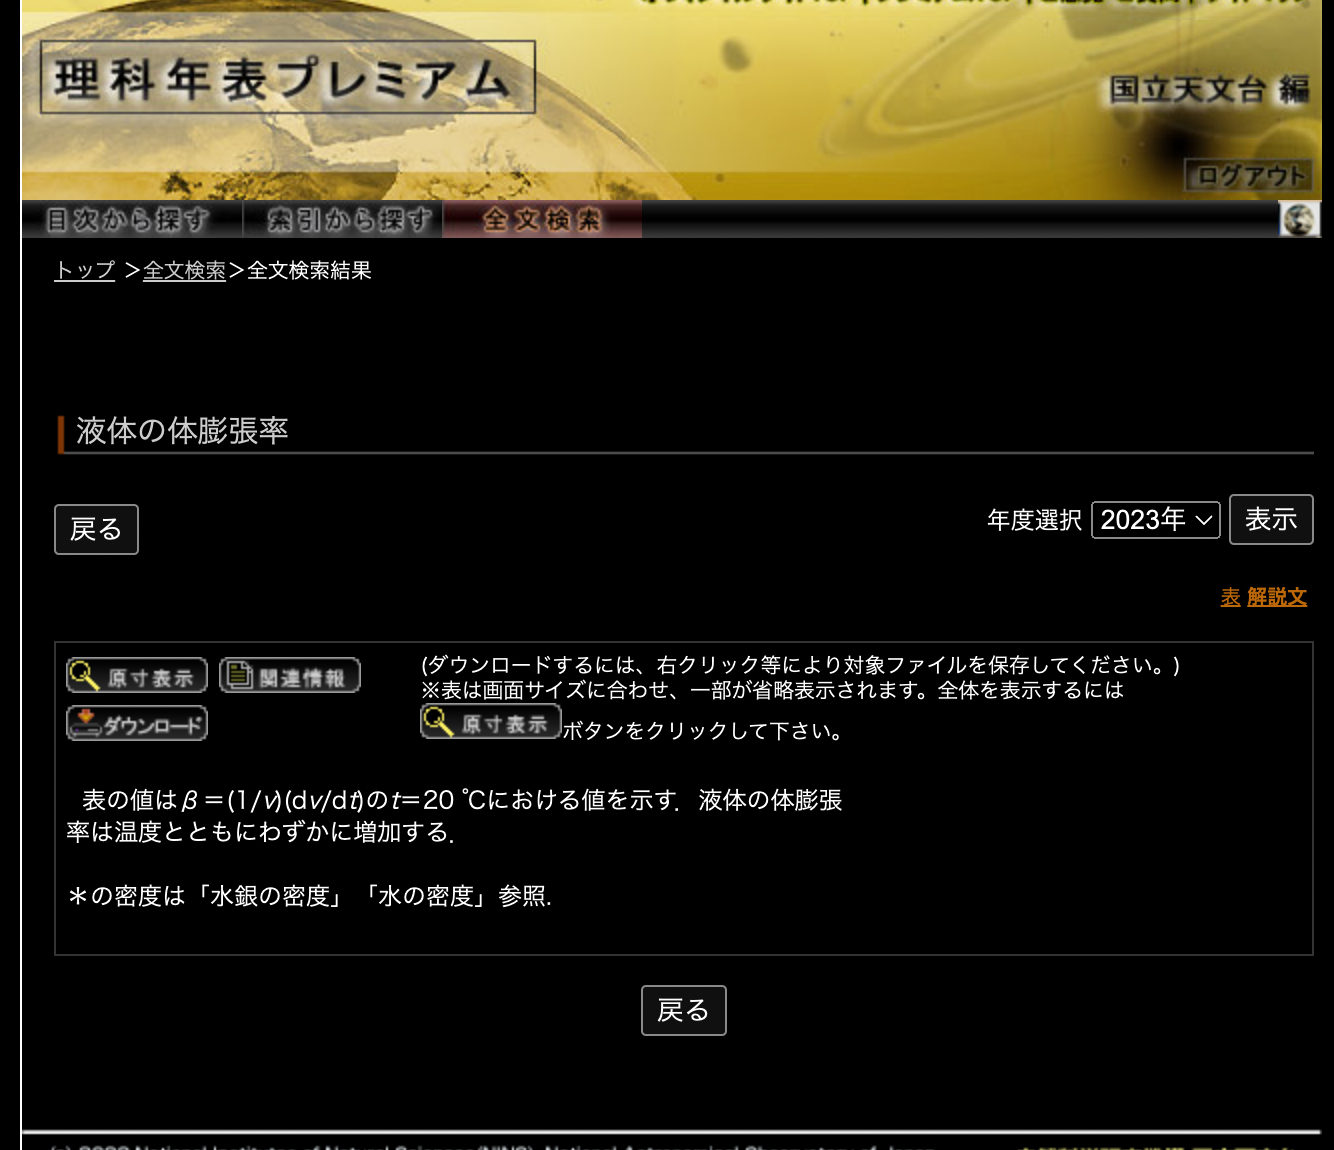 理科年表プレミアム
国立天文台 編
ログアウト
目次から探す 索引から探す 全文検索
トップ >全文検索>全文検索結果
液体の体膨張率
戻る
年度選択 2023年 表示
表 解説文
原寸表示 関連情報
ダウンロード
(ダウンロードするには、右クリック等により対象ファイルを保存してください。)
※表は画面サイズに合わせ、一部が省略表示されます。全体を表示するには
原寸表示 ボタンをクリックして下さい。
表の値はβ=(1/v)(dv/dt)のt=20 ℃における値を示す．液体の体膨張
率は温度とともにわずかに増加する．
＊の密度は「水銀の密度」「水の密度」参照．
戻る